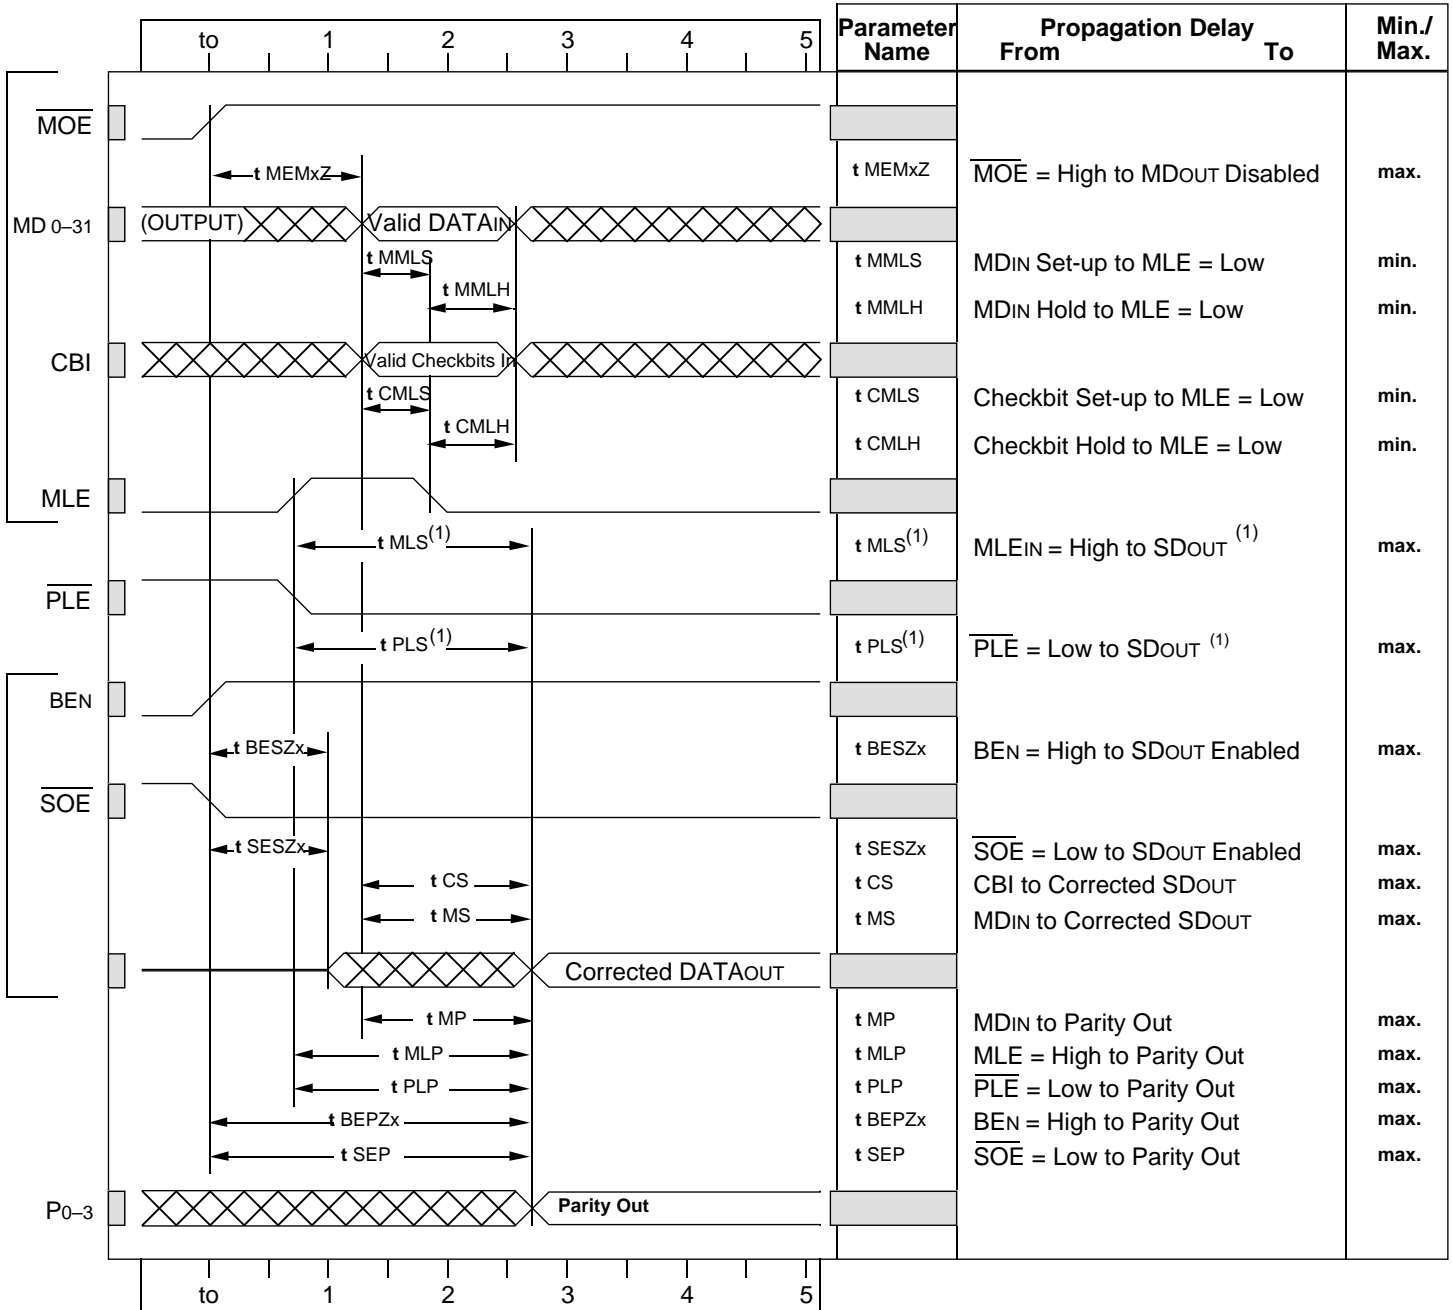 to 1 2 3 4 5 Parameter Name Propagation Delay From To Min./ Max.
MOE
t MEMxZ t MEMxZ MOE = High to MDOUT Disabled max.
MD 0–31 (OUTPUT) Valid DATAIN
t MMLS t MMLS MDIN Set-up to MLE = Low min.
t MMLH t MMLH MDIN Hold to MLE = Low min.
CBI Valid Checkbits In
t CMLS t CMLS Checkbit Set-up to MLE = Low min.
t CMLH t CMLH Checkbit Hold to MLE = Low min.
MLE
t MLS(1) t MLS(1) MLEIN = High to SDOUT (1) max.
PLE
t PLS(1) t PLS(1) PLE = Low to SDOUT (1) max.
BEN
t BESZx t BESZx BEN = High to SDOUT Enabled max.
SOE
t SESZx t SESZx SOE = Low to SDOUT Enabled max.
t CS t CS CBI to Corrected SDOUT max.
t MS t MS MDIN to Corrected SDOUT max.
Corrected DATAOUT
t MP t MP MDIN to Parity Out max.
t MLP t MLP MLE = High to Parity Out max.
t PLP t PLP PLE = Low to Parity Out max.
t BEPZx t BEPZx BEN = High to Parity Out max.
t SEP t SEP SOE = Low to Parity Out max.
P0–3 Parity Out
to 1 2 3 4 5